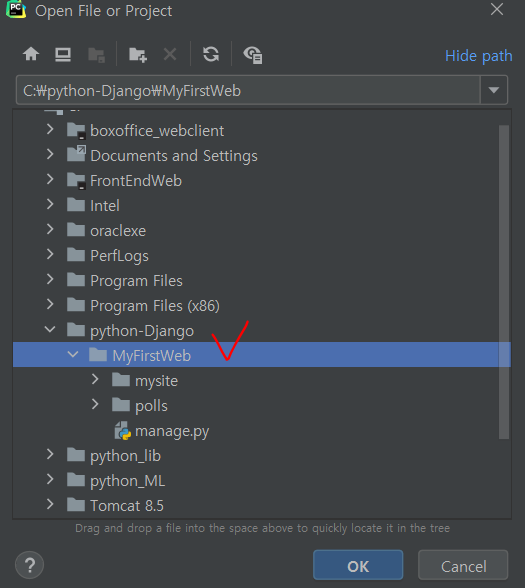 PC
Open File or Project
Hide path
C:₩python-Django₩MyFirstWeb
boxoffice_webclient
Documents and Settings
FrontEndWeb
Intel
oraclexe
PerfLogs
Program Files
Program Files (x86)
python-Django
MyFirstWeb
mysite
polls
manage.py
python_lib
python_ML
Tomcat 8.5
Drag and drop a file into the space above to quickly locate it in the tree
?
OK
Cancel